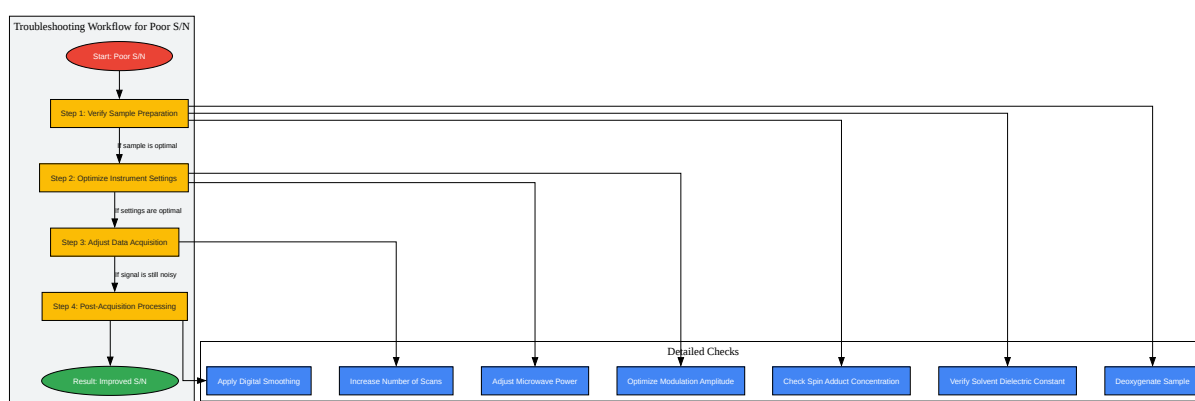 Troubleshooting Workflow for Poor S/N
Start: Poor S/N
Step 1: Verify Sample Preparation
If sample is optimal
Step 2: Optimize Instrument Settings
If settings are optimal
Step 3: Adjust Data Acquisition
If signal is still noisy
Step 4: Post-Acquisition Processing
Result: Improved S/N
Detailed Checks
Apply Digital Smoothing
Increase Number of Scans
Adjust Microwave Power
Optimize Modulation Amplitude
Check Spin Adduct Concentration
Verify Solvent Dielectric Constant
Deoxygenate Sample